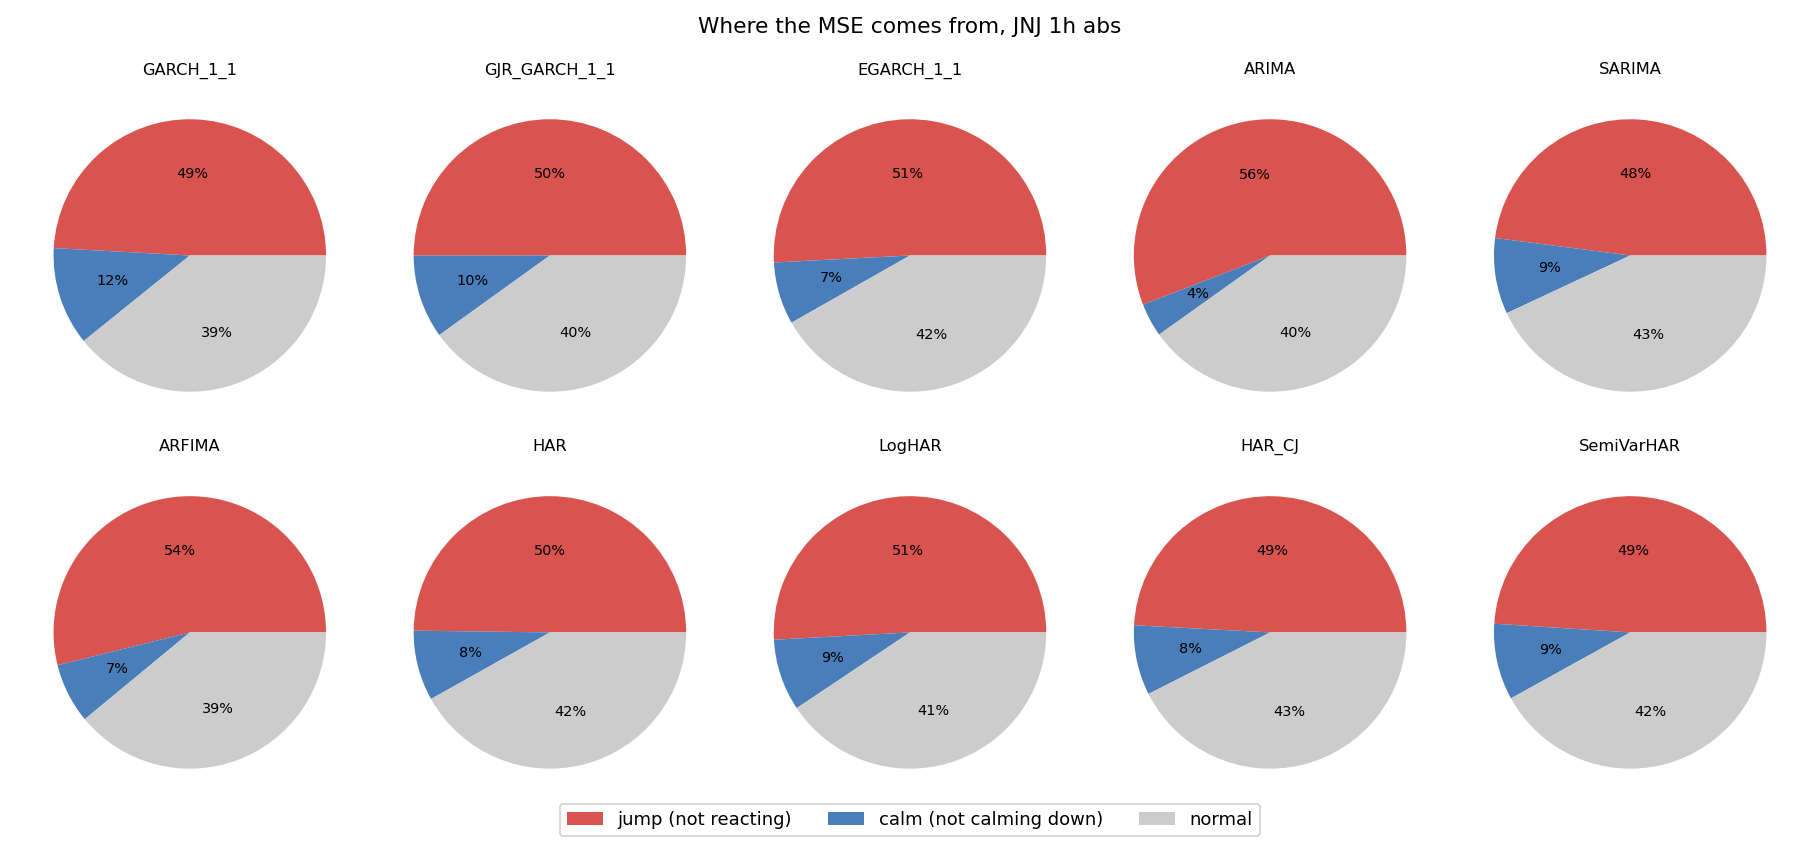 Where the MSE comes from, JNJ 1h abs
GARCH_1_1
GJR_GARCH_1_1
EGARCH_1_1
ARIMA
SARIMA
49%
12%
39%
50%
10%
40%
51%
7%
42%
56%
4%
40%
48%
9%
43%
ARFIMA
HAR
LogHAR
HAR_CJ
SemiVarHAR
54%
7%
39%
50%
8%
42%
51%
9%
41%
49%
8%
43%
49%
9%
42%
jump (not reacting)
calm (not calming down)
normal